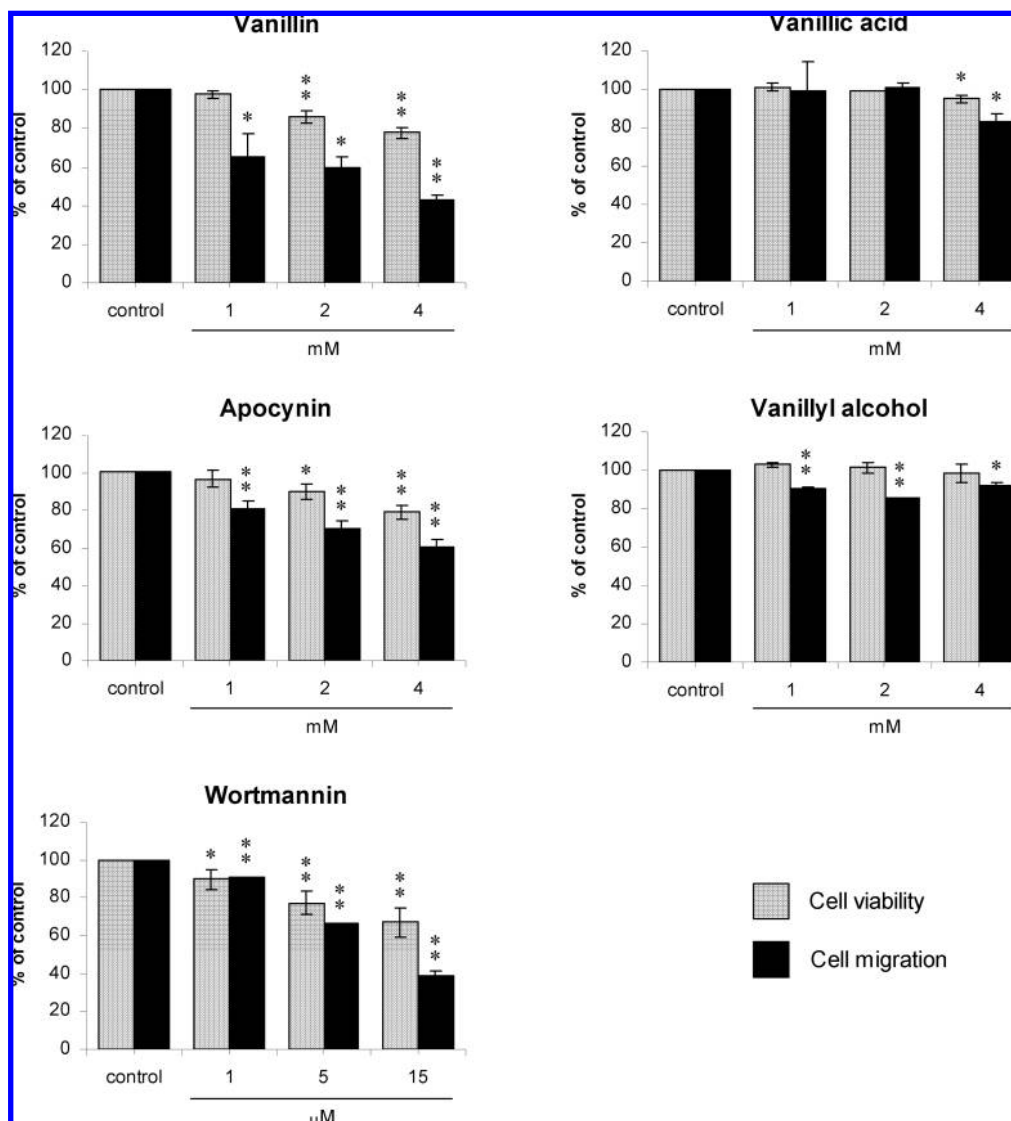 Vanillin
% of control
120
100
80
60
40
20
0
*
* *
*
* *
* *
control 1 2 4
mM
Vanillic acid
% of control
120
100
80
60
40
20
0
*
*
control 1 2 4
mM
Apocynin
% of control
120
100
80
60
40
20
0
* *
*
* *
* *
* *
control 1 2 4
mM
Vanillyl alcohol
% of control
120
100
80
60
40
20
0
* *
* *
*
control 1 2 4
mM
Wortmannin
% of control
120
100
80
60
40
20
0
*
* *
* *
* *
* *
* *
control 1 5 15
μM
Cell viability
Cell migration